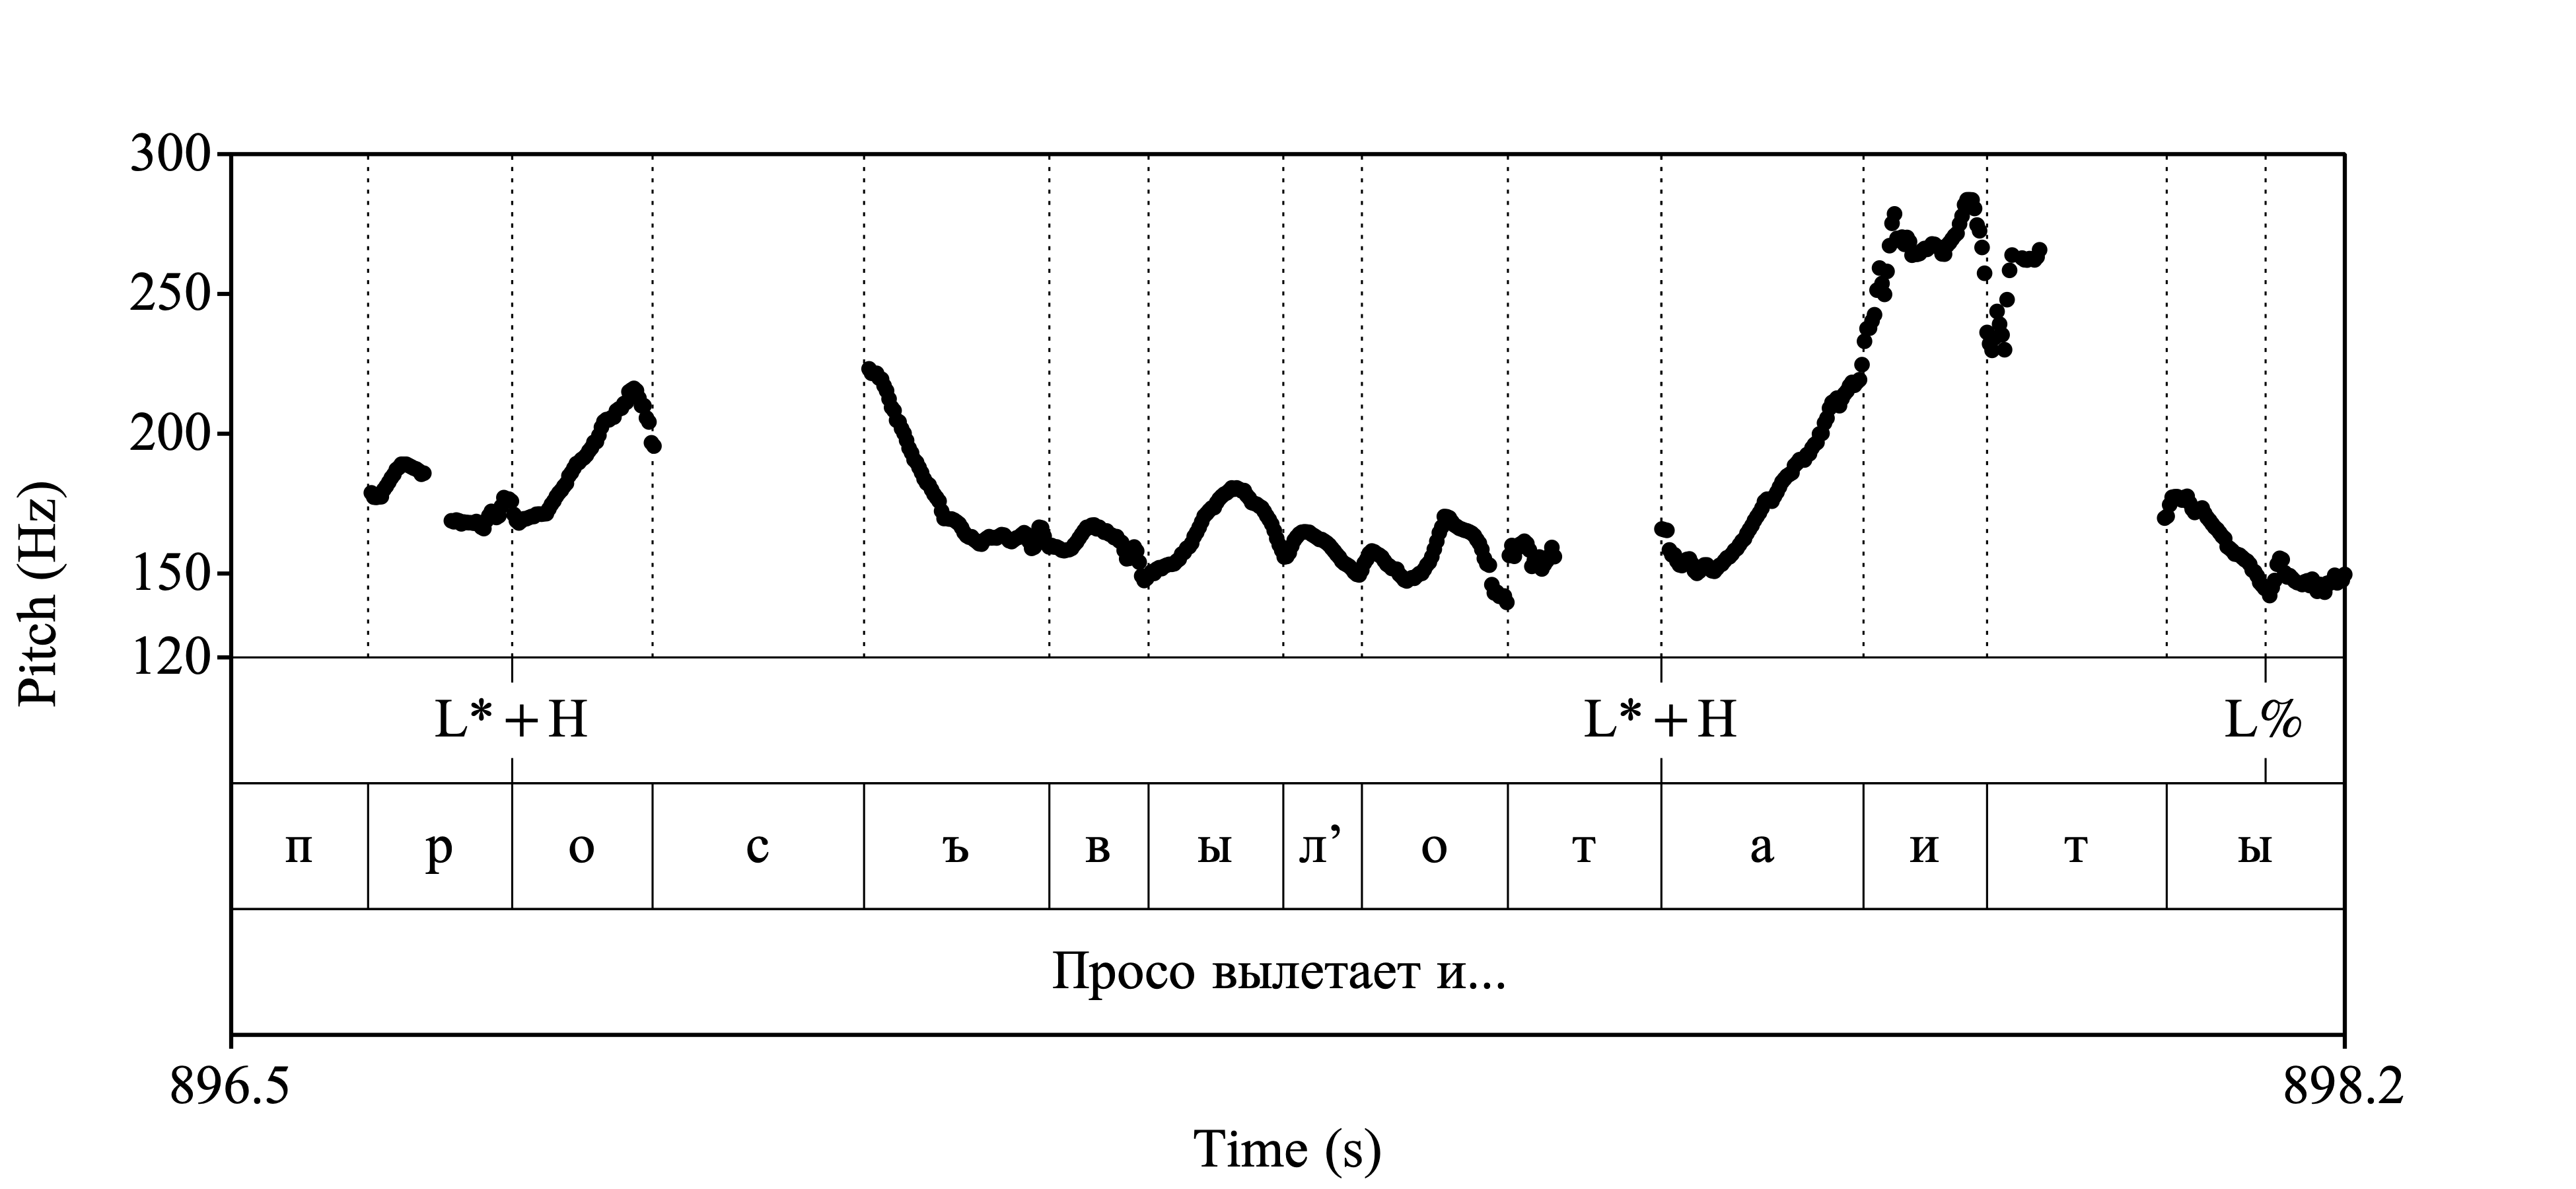 300
250
200
150
120
Pitch (Hz)
L*+H L*+H L%
п р о с ъ в ы л’ о т а и т ы
Просо вылетает и...
896.5 898.2
Time (s)